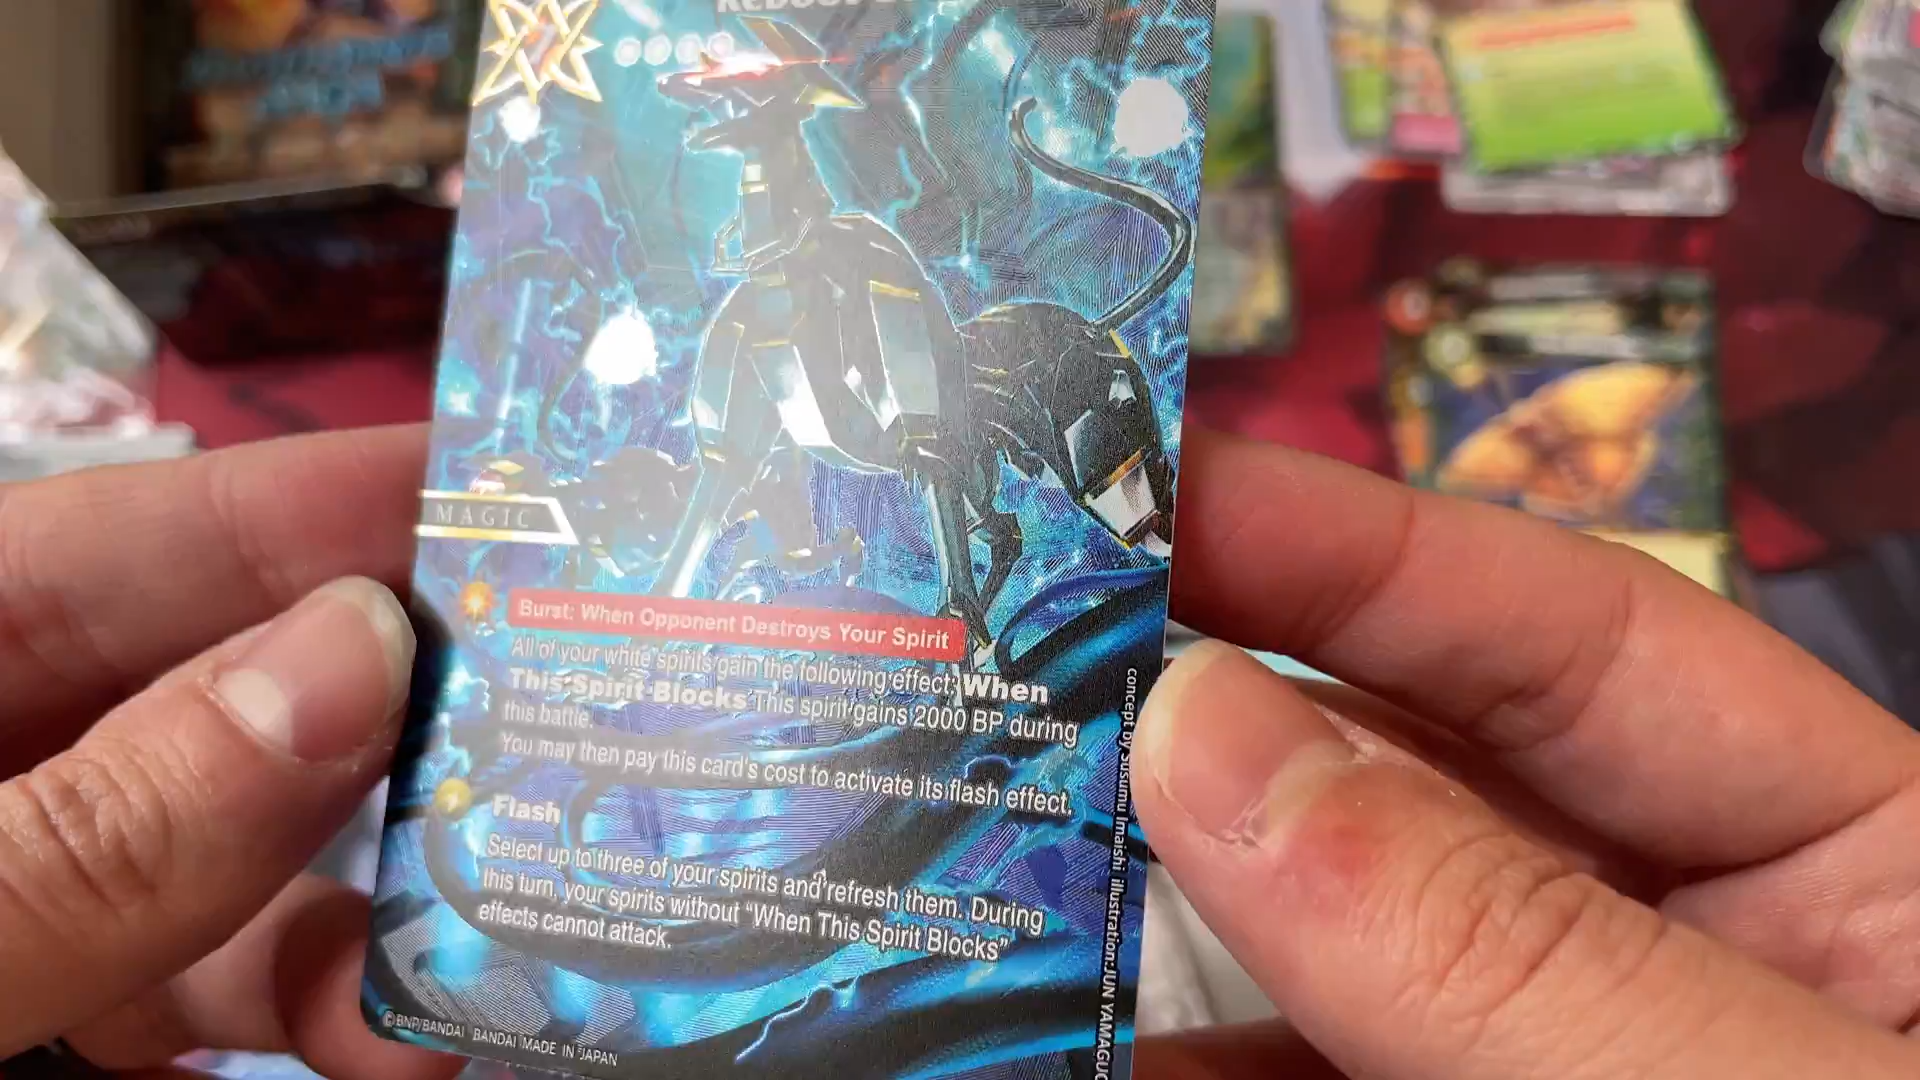 MAGIC
Burst: When Opponent Destroys Your Spirit
All of your white spirits gain the following effect: When
This Spirit Blocks This spirit gains 2000 BP during
this battle.
You may then pay this card's cost to activate its flash effect.
Flash
Select up to three of your spirits and refresh them. During
this turn, your spirits without “When This Spirit Blocks”
effects cannot attack.
concept by Susumu Imaishi illustration:JUN
©BNP/BANDAI BANDAI MADE IN JAPAN